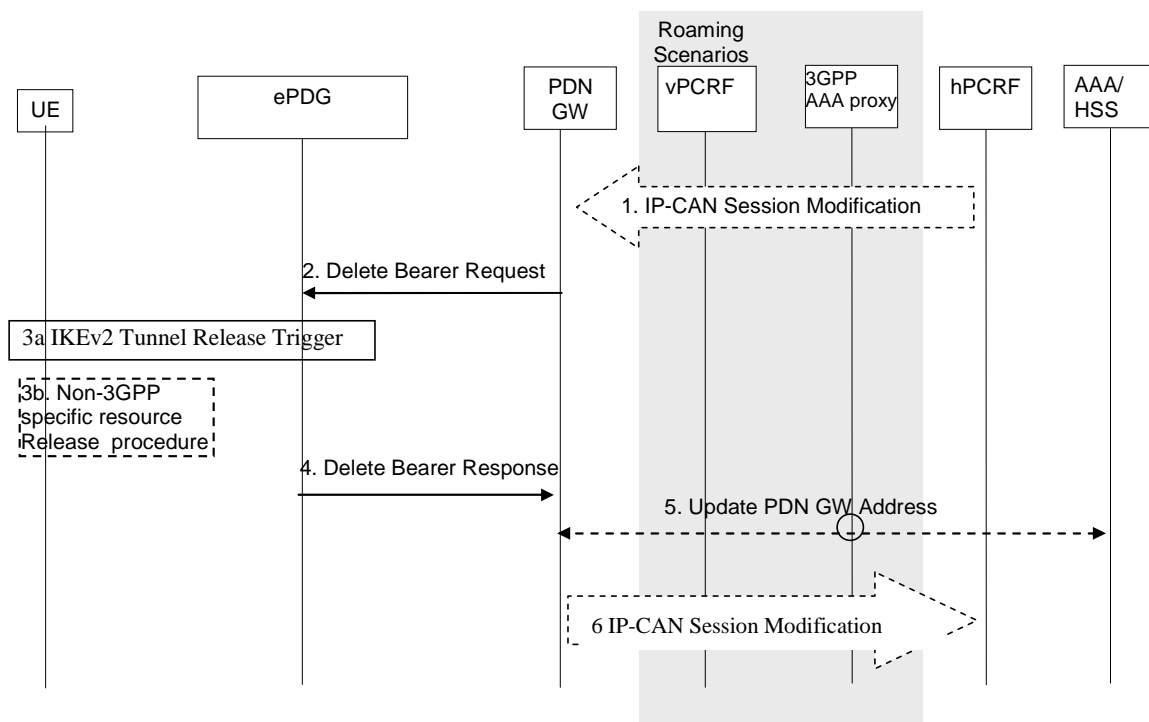 Roaming
Scenarios
UE
ePDG
PDN
GW
vPCRF
3GPP
AAA proxy
hPCRF
AAA/
HSS
1. IP-CAN Session Modification
2. Delete Bearer Request
3a IKEv2 Tunnel Release Trigger
3b. Non-3GPP
specific resource
Release procedure
4. Delete Bearer Response
5. Update PDN GW Address
6 IP-CAN Session Modification